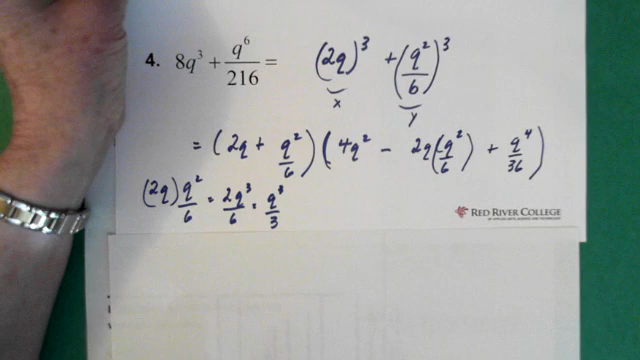 4. 8q³ + q⁶/216 = (2q)³ + (q²/6)³
x y
= (2q + q²/6)(4q² - 2q(q²/6) + q⁴/36)
(2q) q²/6 = 2q³/6 = q³/3
RED RIVER COLLEGE